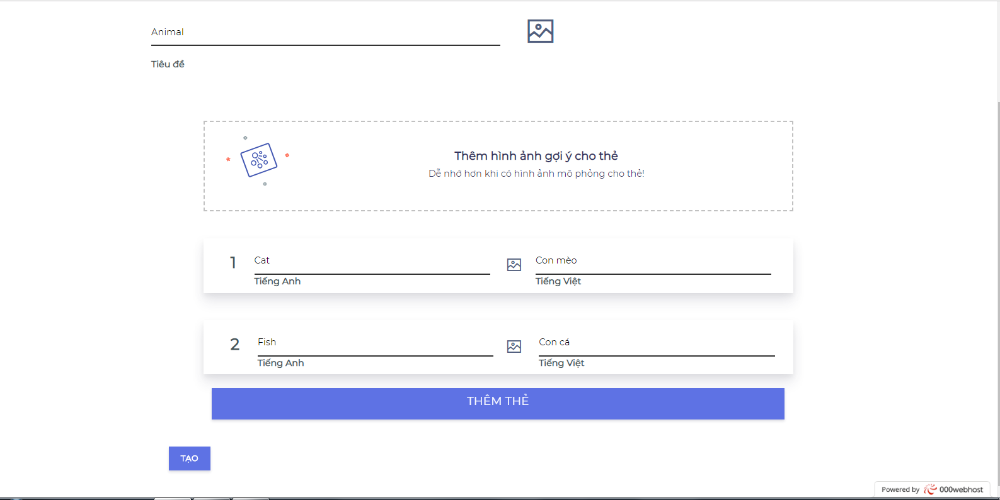 Animal
Tiêu đề
Thêm hình ảnh gợi ý cho thẻ
Dễ nhớ hơn khi có hình ảnh mô phỏng cho thẻ!
1 Cat Con mèo
Tiếng Anh Tiếng Việt
2 Fish Con cá
Tiếng Anh Tiếng Việt
THÊM THẺ
TẠO
Powered by 000webhost